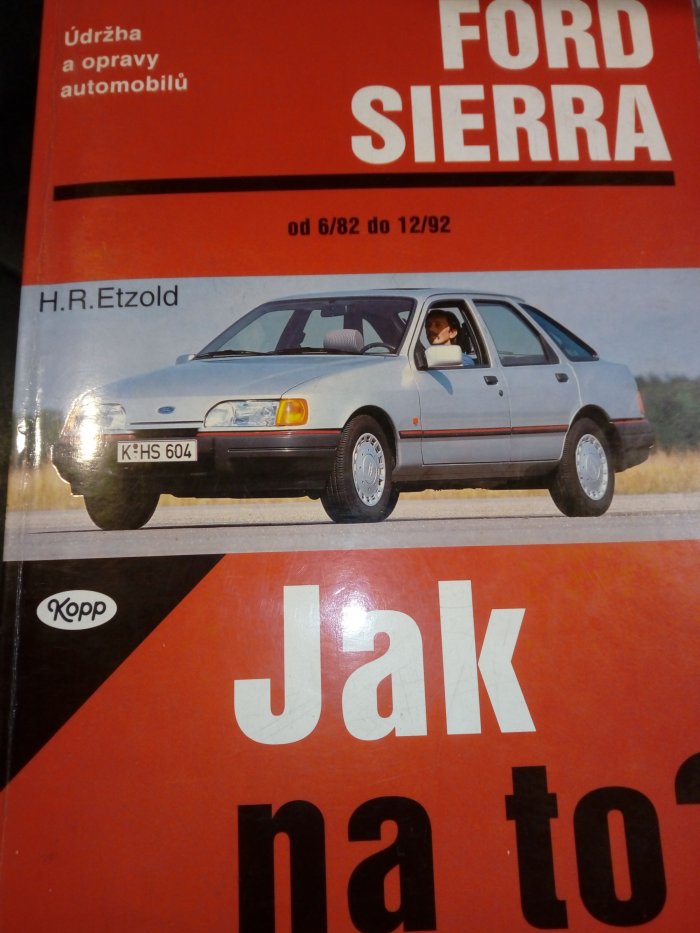 Údržba
a opravy
automobilů
FORD
SIERRA
od 6/82 do 12/92
H.R.Etzold
K HS 604
Kopp
Jak
na to?